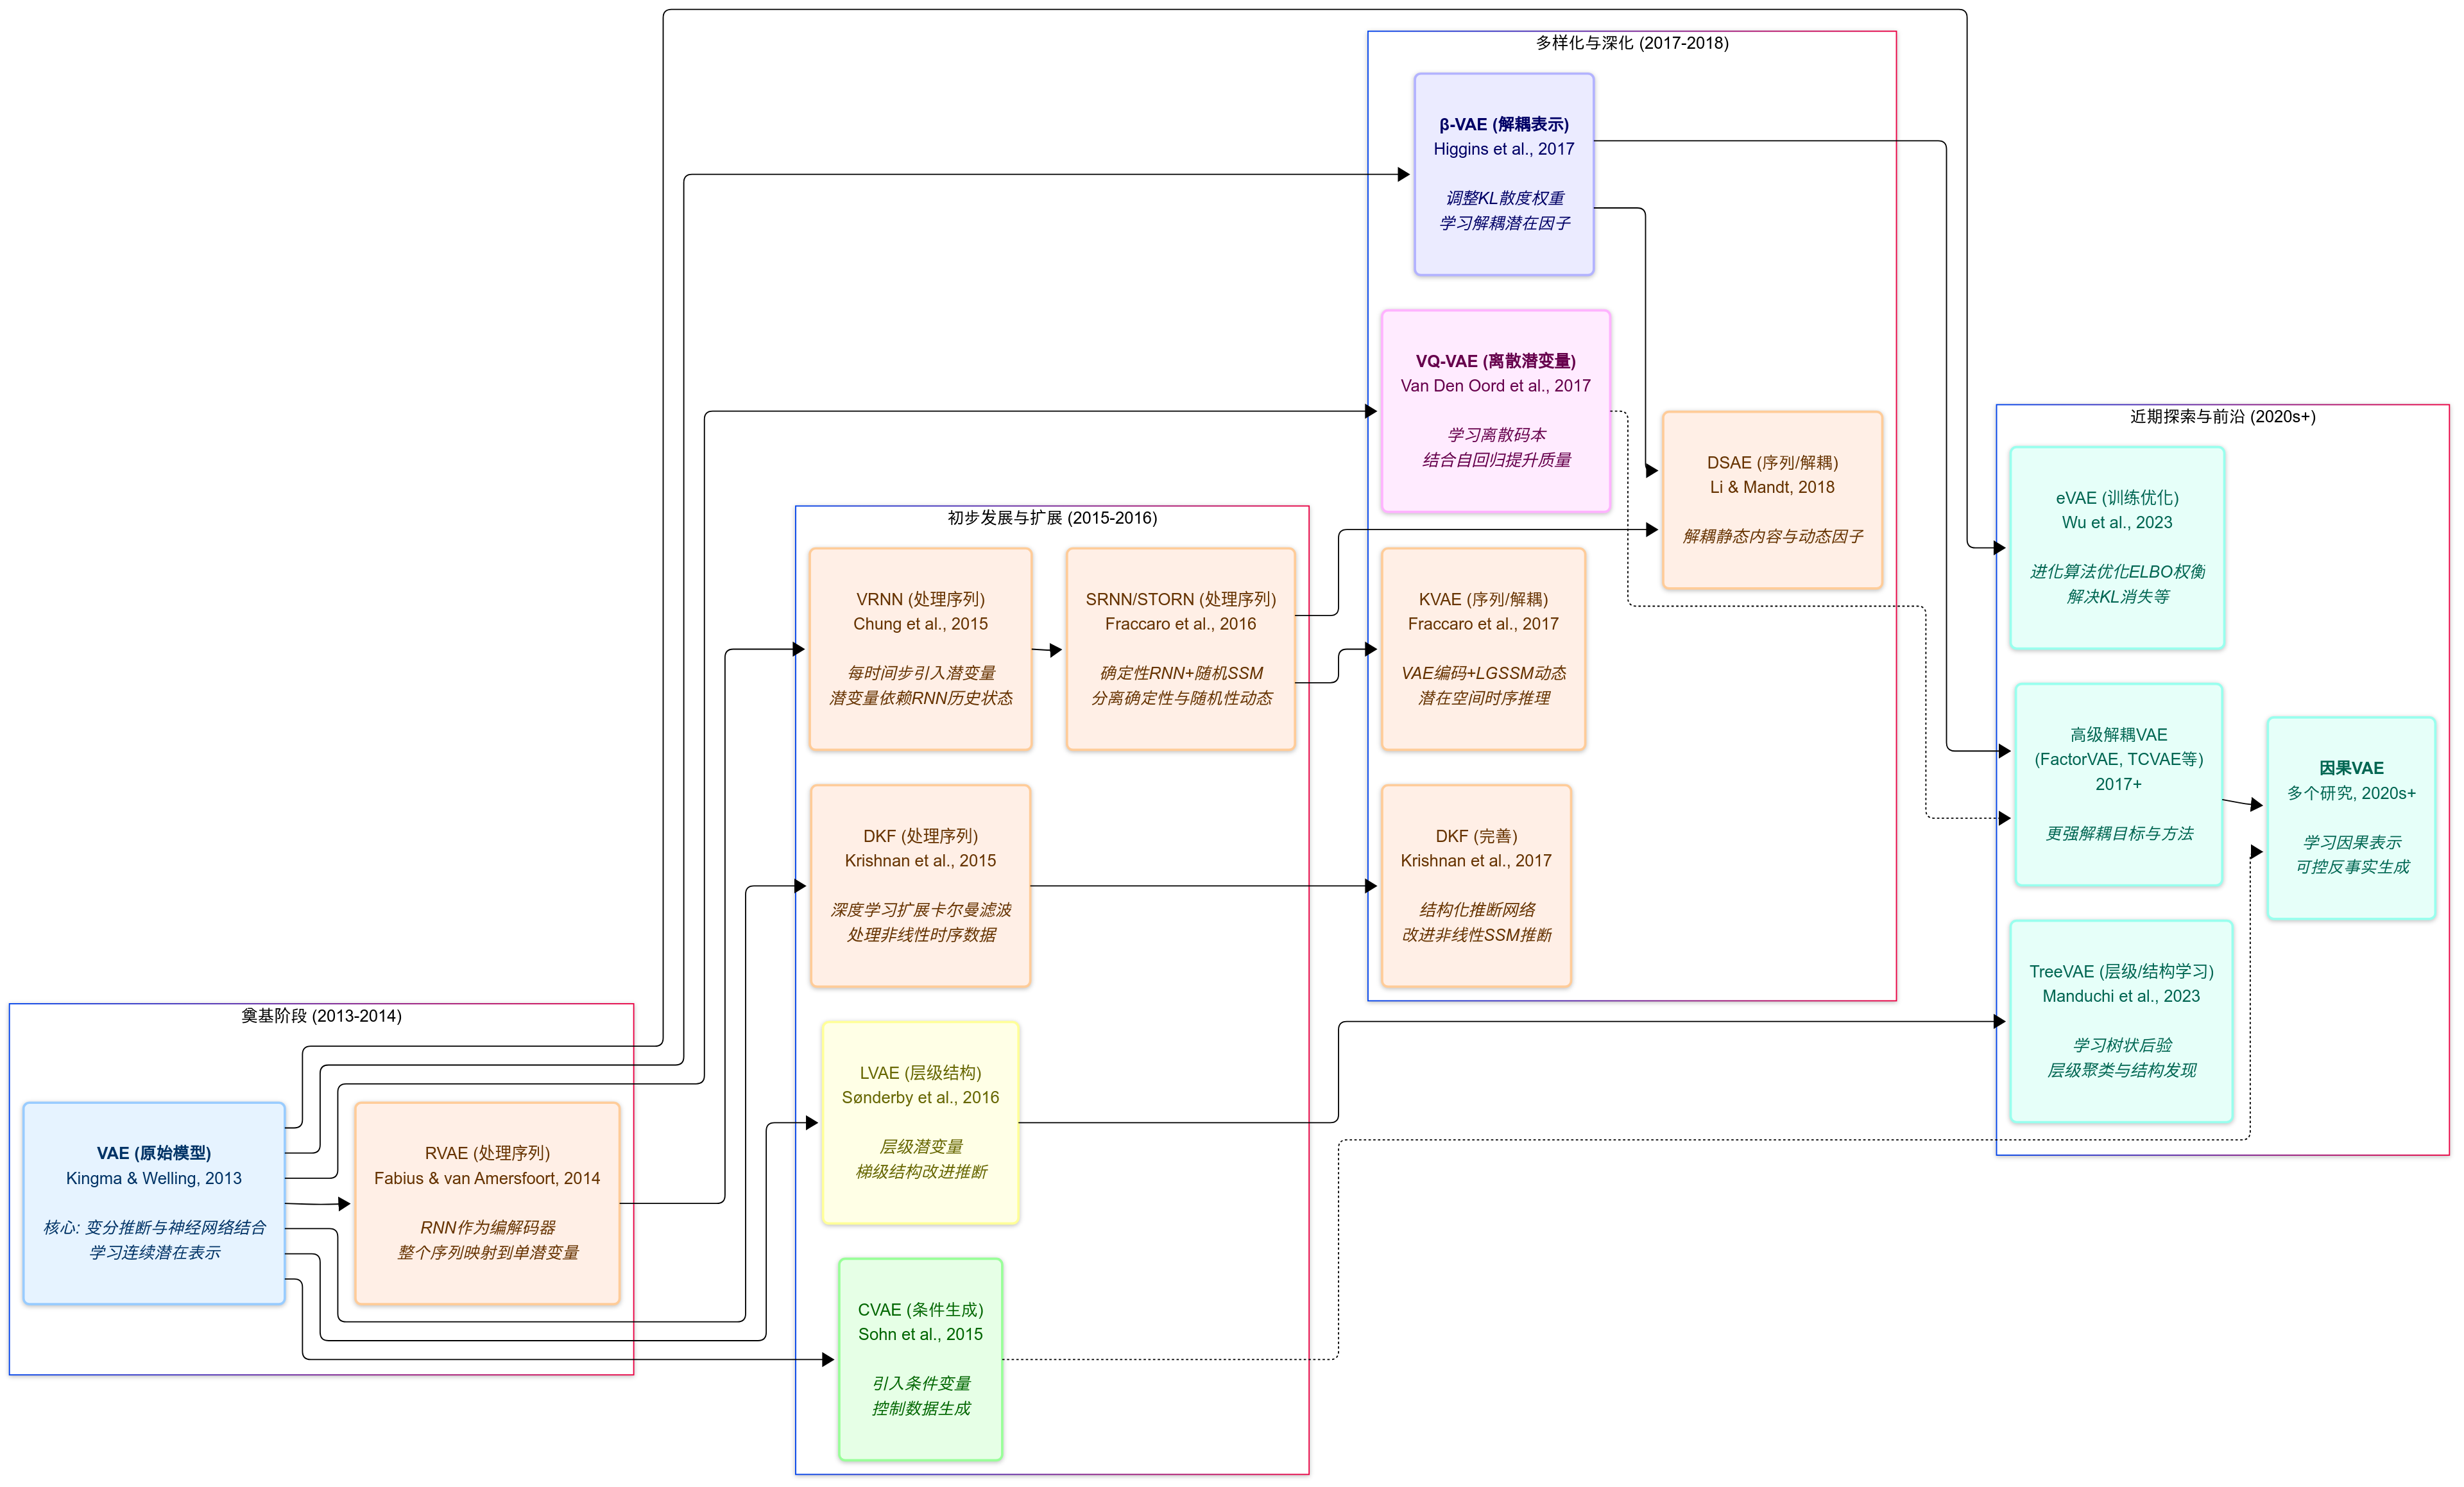 奠基阶段 (2013-2014)
VAE (原始模型)
Kingma & Welling, 2013
核心: 变分推断与神经网络结合
学习连续潜在表示
RVAE (处理序列)
Fabius & van Amersfoort, 2014
RNN作为编解码器
整个序列映射到单潜变量
初步发展与扩展 (2015-2016)
VRNN (处理序列)
Chung et al., 2015
每时间步引入潜变量
潜变量依赖RNN历史状态
SRNN/STORN (处理序列)
Fraccaro et al., 2016
确定性RNN+随机SSM
分离确定性与随机性动态
DKF (处理序列)
Krishnan et al., 2015
深度学习扩展卡尔曼滤波
处理非线性时序数据
LVAE (层级结构)
Sønderby et al., 2016
层级潜变量
梯级结构改进推断
CVAE (条件生成)
Sohn et al., 2015
引入条件变量
控制数据生成
多样化与深化 (2017-2018)
β-VAE (解耦表示)
Higgins et al., 2017
调整KL散度权重
学习解耦潜在因子
VQ-VAE (离散潜变量)
Van Den Oord et al., 2017
学习离散码本
结合自回归提升质量
DSAE (序列/解耦)
Li & Mandt, 2018
解耦静态内容与动态因子
KVAE (序列/解耦)
Fraccaro et al., 2017
VAE编码+LGSSM动态
潜在空间时序推理
DKF (完善)
Krishnan et al., 2017
结构化推断网络
改进非线性SSM推断
近期探索与前沿 (2020s+)
eVAE (训练优化)
Wu et al., 2023
进化算法优化ELBO权衡
解决KL消失等
高级解耦VAE
(FactorVAE, TCVAE等)
2017+
更强解耦目标与方法
因果VAE
多个研究, 2020s+
学习因果表示
可控反事实生成
TreeVAE (层级/结构学习)
Manduchi et al., 2023
学习树状后验
层级聚类与结构发现